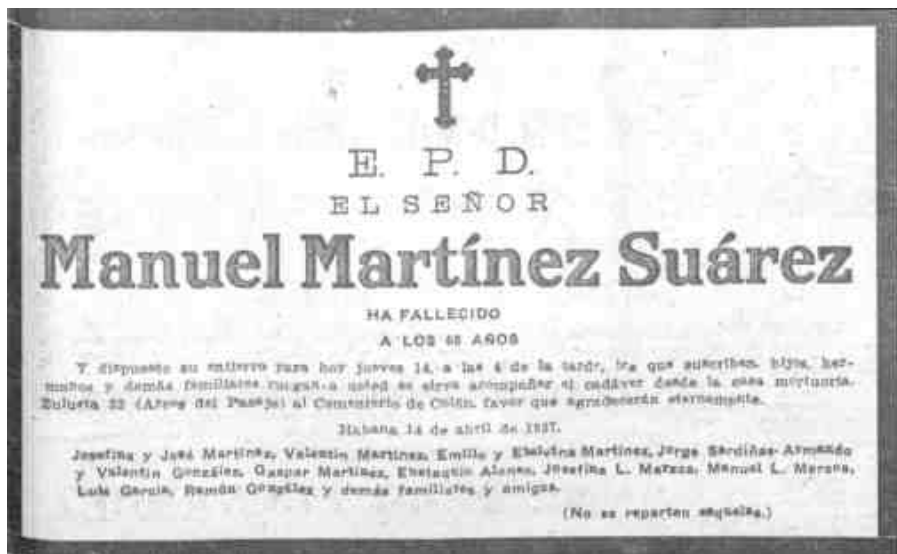 E. P. D.
EL SEÑOR
Manuel Martínez Suárez
HA FALLECIDO
A LOS 68 AÑOS
Y dispuesto su entierro para hoy jueves 14, a las 4 de la tarde, los que suscriben, hijos, her-
manos y demás familiares ruegan a usted se sirva acompañar el cadáver desde la casa mortuoria,
Zulueta 32 (Altos del Pasaje) al Cementerio de Colón, favor que agradecerán eternamente.
Habana 14 de abril de 1927.
Josefina y José Martínez, Valentín Martínez, Emilio y Etelvina Martínez, Jorge Sardiñas Armando
y Valentín González, Gaspar Martínez, Alonso, Josefina L. Manuel L.
Luis García, Ramón González y demás familiares y amigos.
(No se reparten esquelas.)